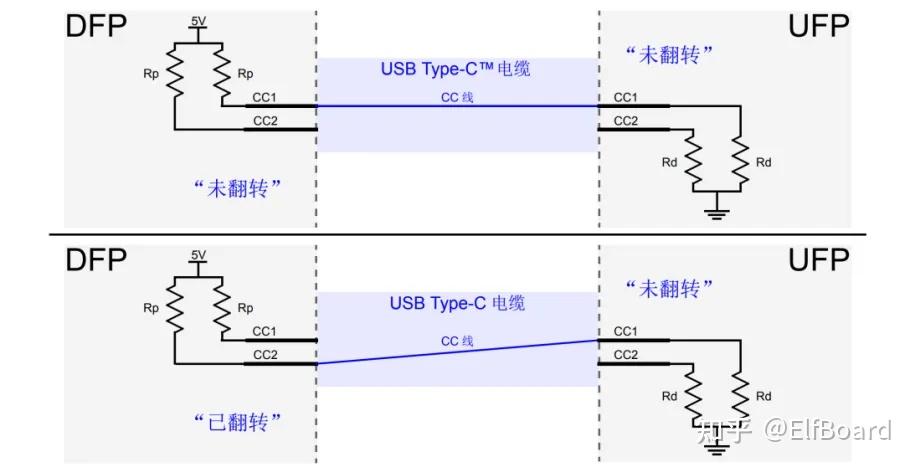 DFP
5V
UFP
“未翻转”
USB Type-C™ 电缆
Rp
Rp
CC1
CC 线
CC1
CC2
CC2
Rd
Rd
“未翻转”
DFP
5V
UFP
“未翻转”
USB Type-C 电缆
Rp
Rp
CC1
CC 线
CC1
CC2
CC2
Rd
Rd
“已翻转”
知乎 @ElfBoard